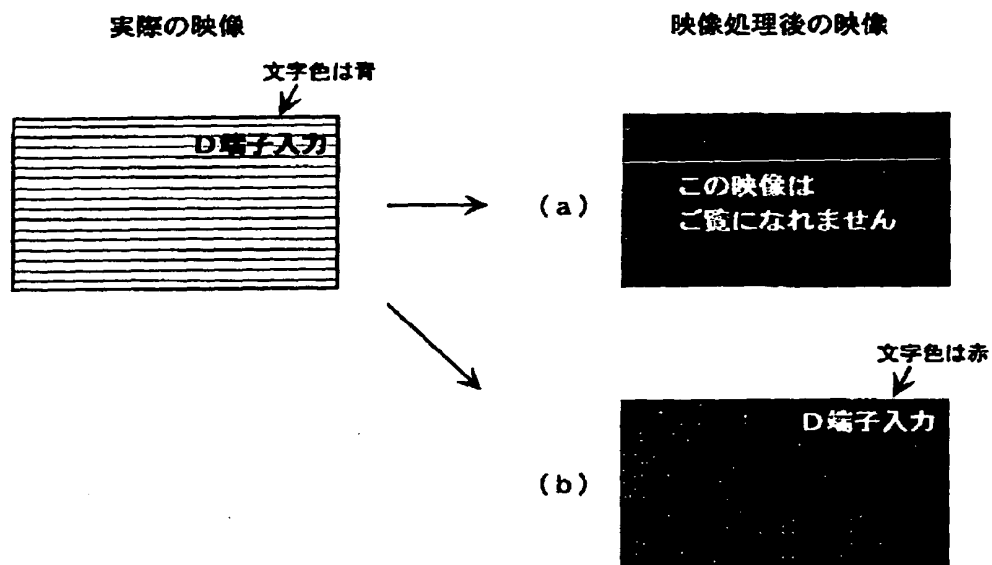 実際の映像
映像処理後の映像
文字色は青
D端子入力
(a)
この映像は
ご覧になれません
文字色は赤
D端子入力
(b)